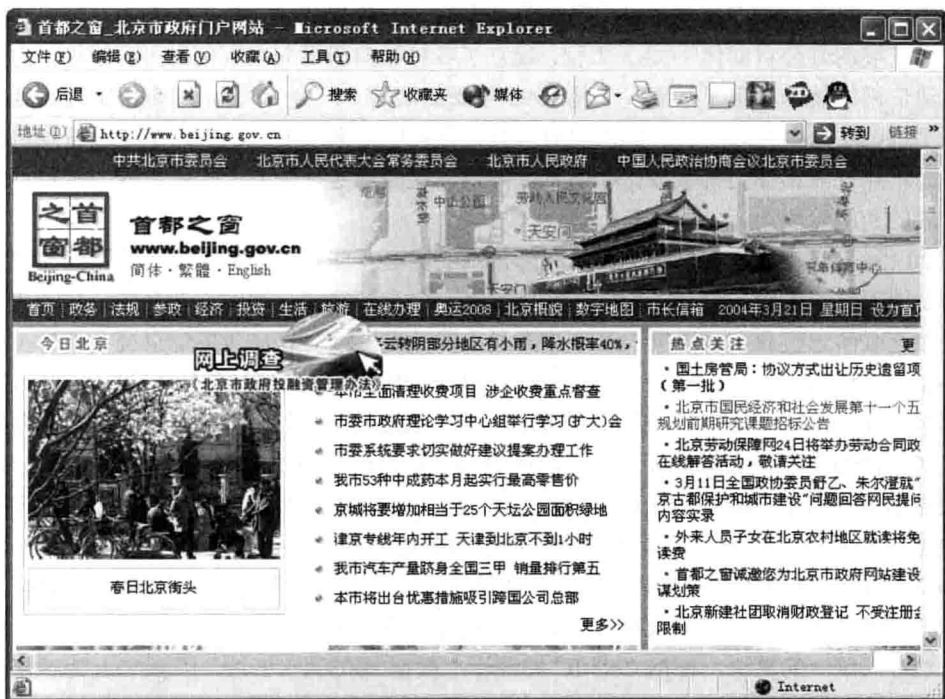 首都之窗_北京市政府门户网站 - Microsoft Internet Explorer
文件(F) 编辑(E) 查看(V) 收藏(A) 工具(T) 帮助(H)
后退 搜索 收藏夹 媒体
地址(D) http://www.beijing.gov.cn 转到 链接 »
中共北京市委员会 北京市人民代表大会常务委员会 北京市人民政府 中国人民政治协商会议北京市委员会
之首
窗都
Beijing-China
首都之窗
www.beijing.gov.cn
简体·繁體·English
中山公园 劳动人民文化宫
天安门
天安门
首页|政务|法规|参政|经济|投资|生活|旅游|在线办理|奥运2008|北京概貌|数字地图|市长信箱 2004年3月21日 星期日 设为首页
今日北京
云转阴部分地区有小雨，降水概率40%，
网上调查
《北京市政府投融资管理办法》
本市全面清理收费项目 涉企收费重点督查
市委市政府理论学习中心组举行学习(扩大)会
市委系统要求切实做好建议提案办理工作
我市53种中成药本月起实行最高零售价
京城将要增加相当于25个天坛公园面积绿地
津京专线年内开工 天津到北京不到1小时
我市汽车产量跻身全国三甲 销量排行第五
本市将出台优惠措施吸引跨国公司总部
更多>>
春日北京街头
热点关注 更
·国土房管局：协议方式出让历史遗留项
（第一批）
·北京市国民经济和社会发展第十一个五
规划前期研究课题招标公告
·北京劳动保障网24日将举办劳动合同政
在线解答活动，敬请关注
·3月11日全国政协委员舒乙、朱尔澄就"
京古都保护和城市建设"问题回答网民提问
内容实录
·外来人员子女在北京农村地区就读将免
读费
·首都之窗诚邀您为北京市政府网站建设
谋划策
·北京新建社团取消财政登记 不受注册金
限制
Internet